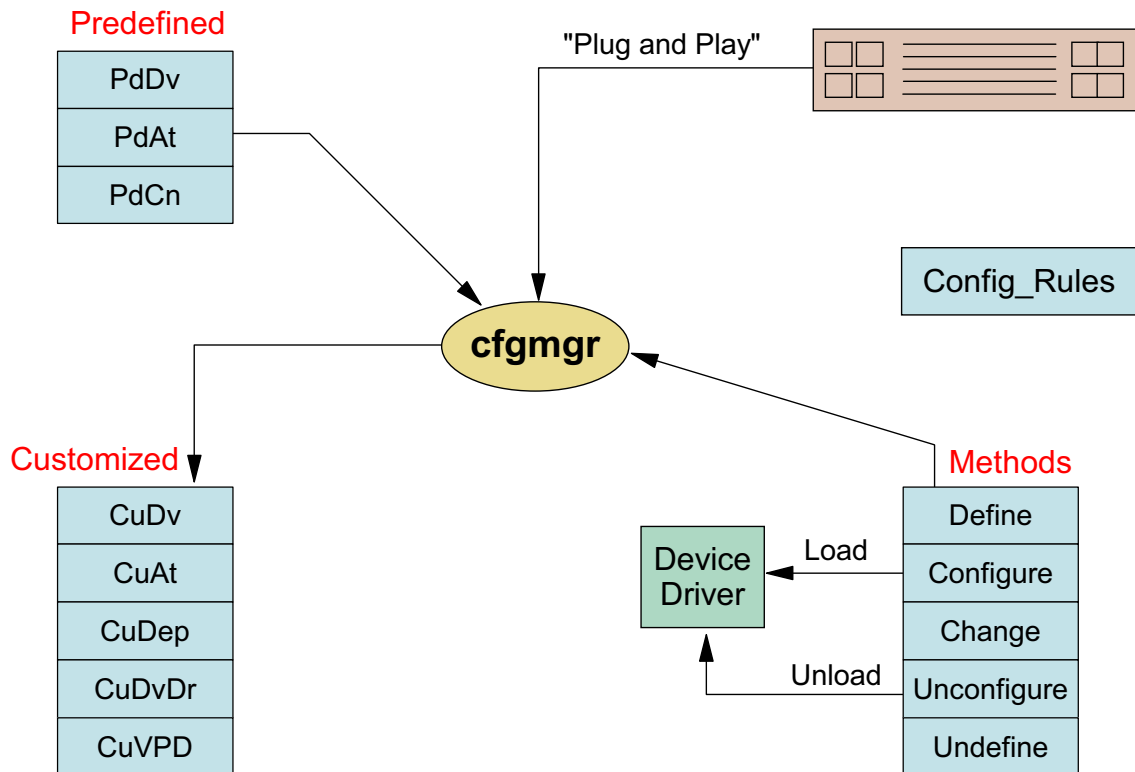 Predefined
PdDv
PdAt
PdCn
"Plug and Play"
Config_Rules
cfgmgr
Customized
CuDv
CuAt
CuDep
CuDvDr
CuVPD
Device
Driver
Load
Unload
Methods
Define
Configure
Change
Unconfigure
Undefine